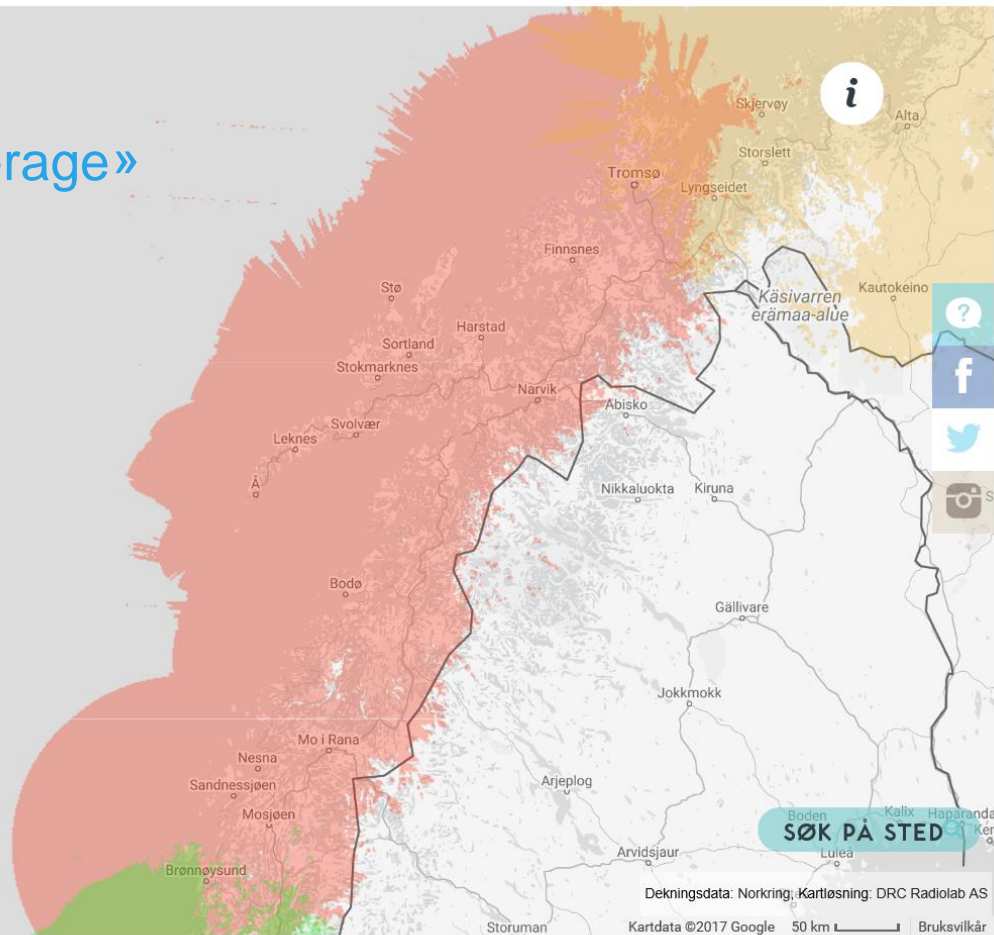 rage»
i
Skjervøy
Alta
Storslett
Tromsø
Lyngseidet
Finnsnes
Stø
Käsivarren
erämaa-alue
Kautokeino
?
Harstad
Sortland
Stokmarknes
f
Narvik
Abisko
Svolvær
Leknes
Å
Nikkaluokta
Kiruna
S
Bodø
Gällivare
Jokkmokk
Mo i Rana
Nesna
Sandnessjøen
Arjeplog
Mosjøen
Boden
Kalix
Haparanda
SØK PÅ STED
Ker
Luleå
Arvidsjaur
Brønnøysund
Dekningsdata: Norkring, Kartløsning: DRC Radiolab AS
Storuman
Kartdata ©2017 Google
50 km
Bruksvilkår